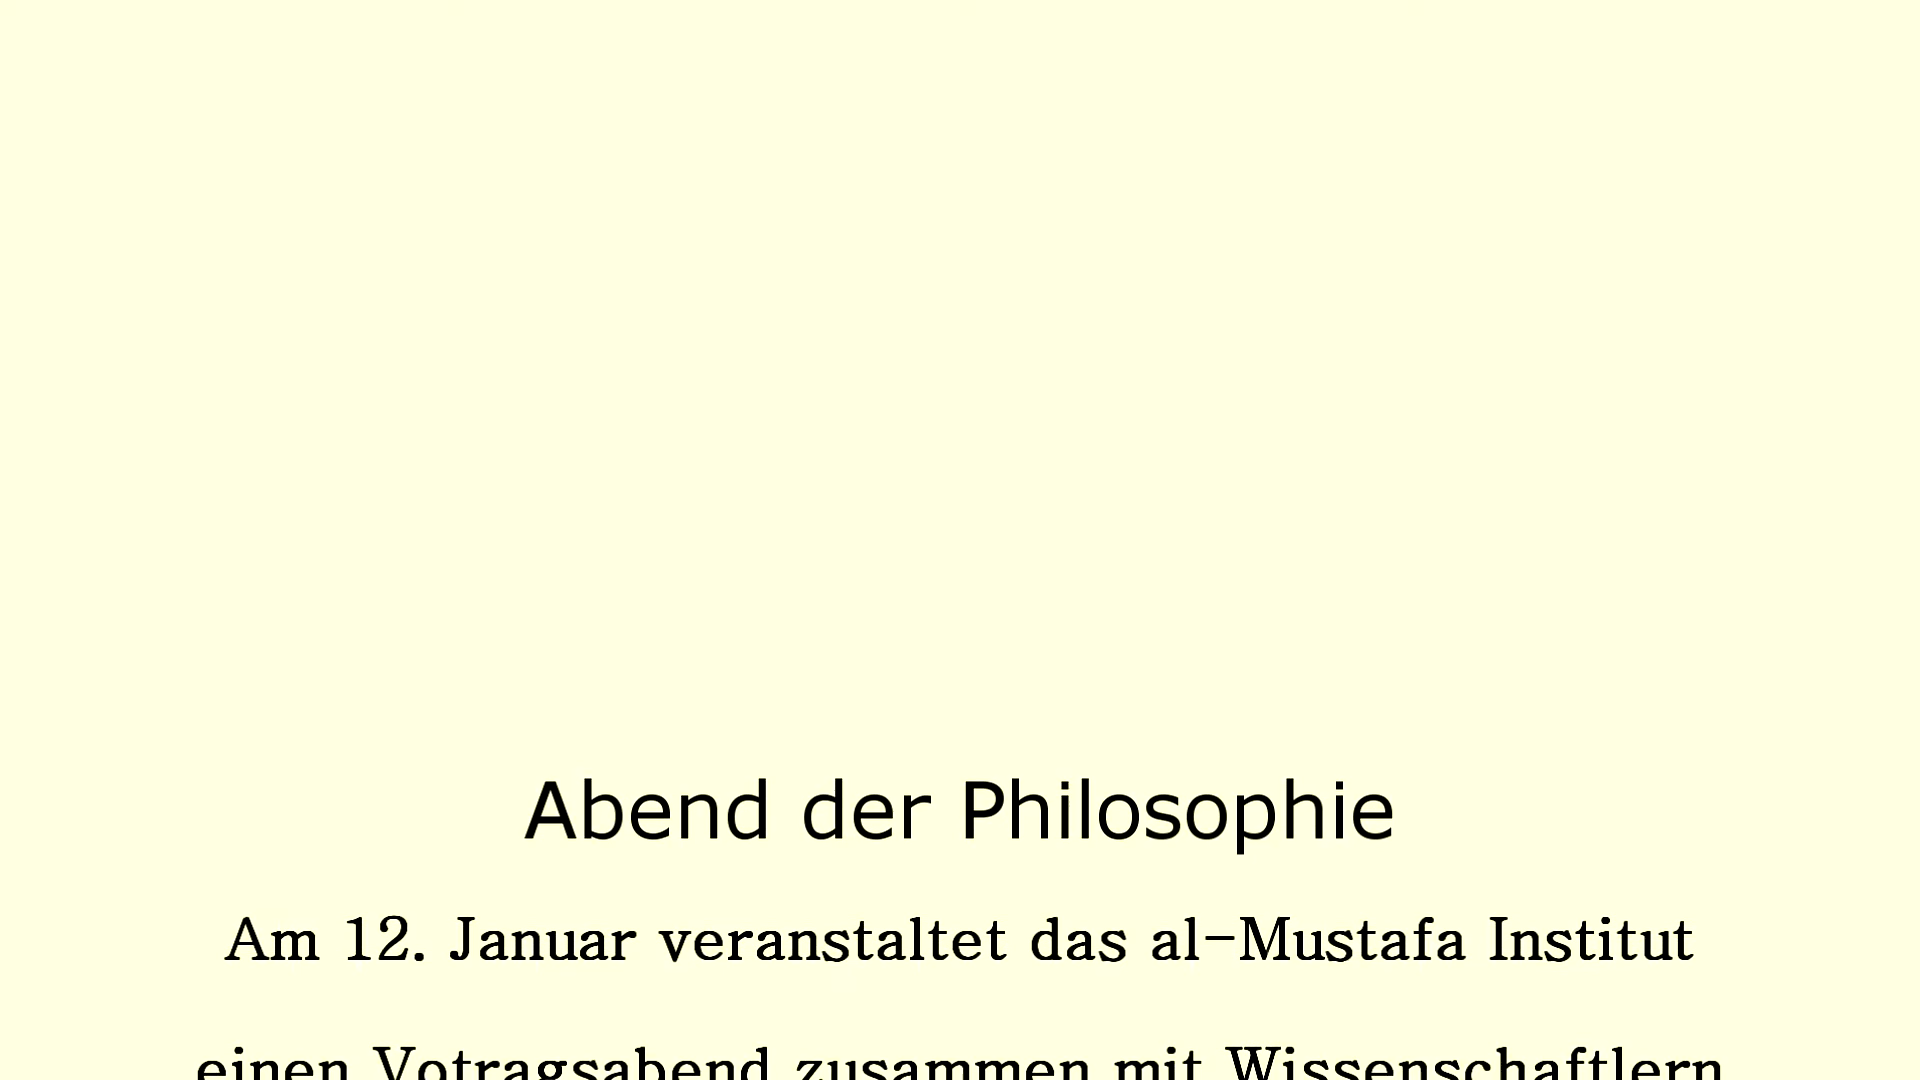 Abend der Philosophie
Am 12. Januar veranstaltet das al-Mustafa Institut
einen Votragsabend zusammen mit Wissenschaftlern